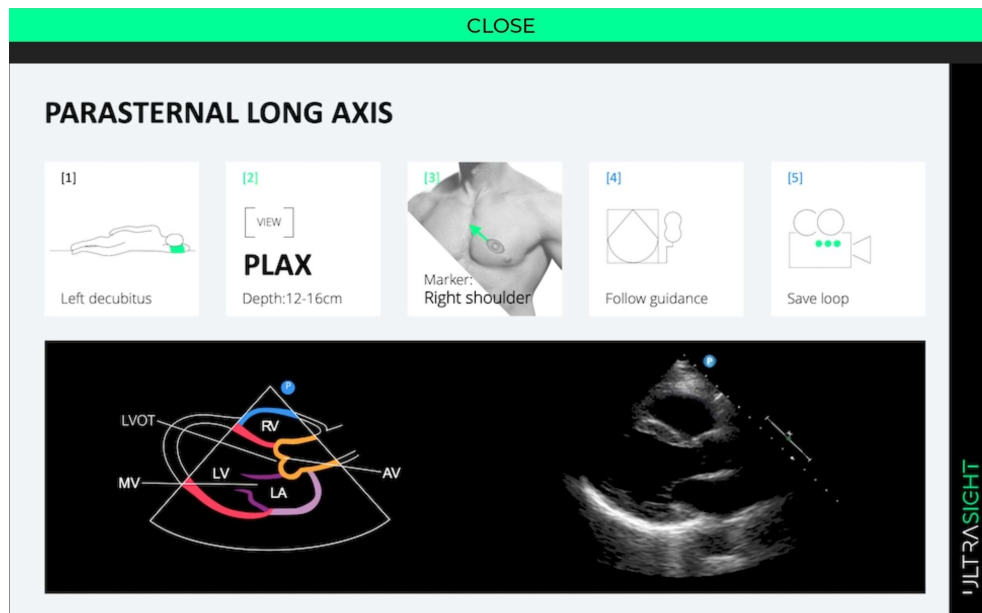 CLOSE
PARASTERNAL LONG AXIS
[1]
Left decubitus
[2]
VIEW
PLAX
Depth:12-16cm
[3]
Marker:
Right shoulder
[4]
Follow guidance
[5]
Save loop
P
LVOT
RV
LV
AV
MV
LA
P
ULTRASIGHT